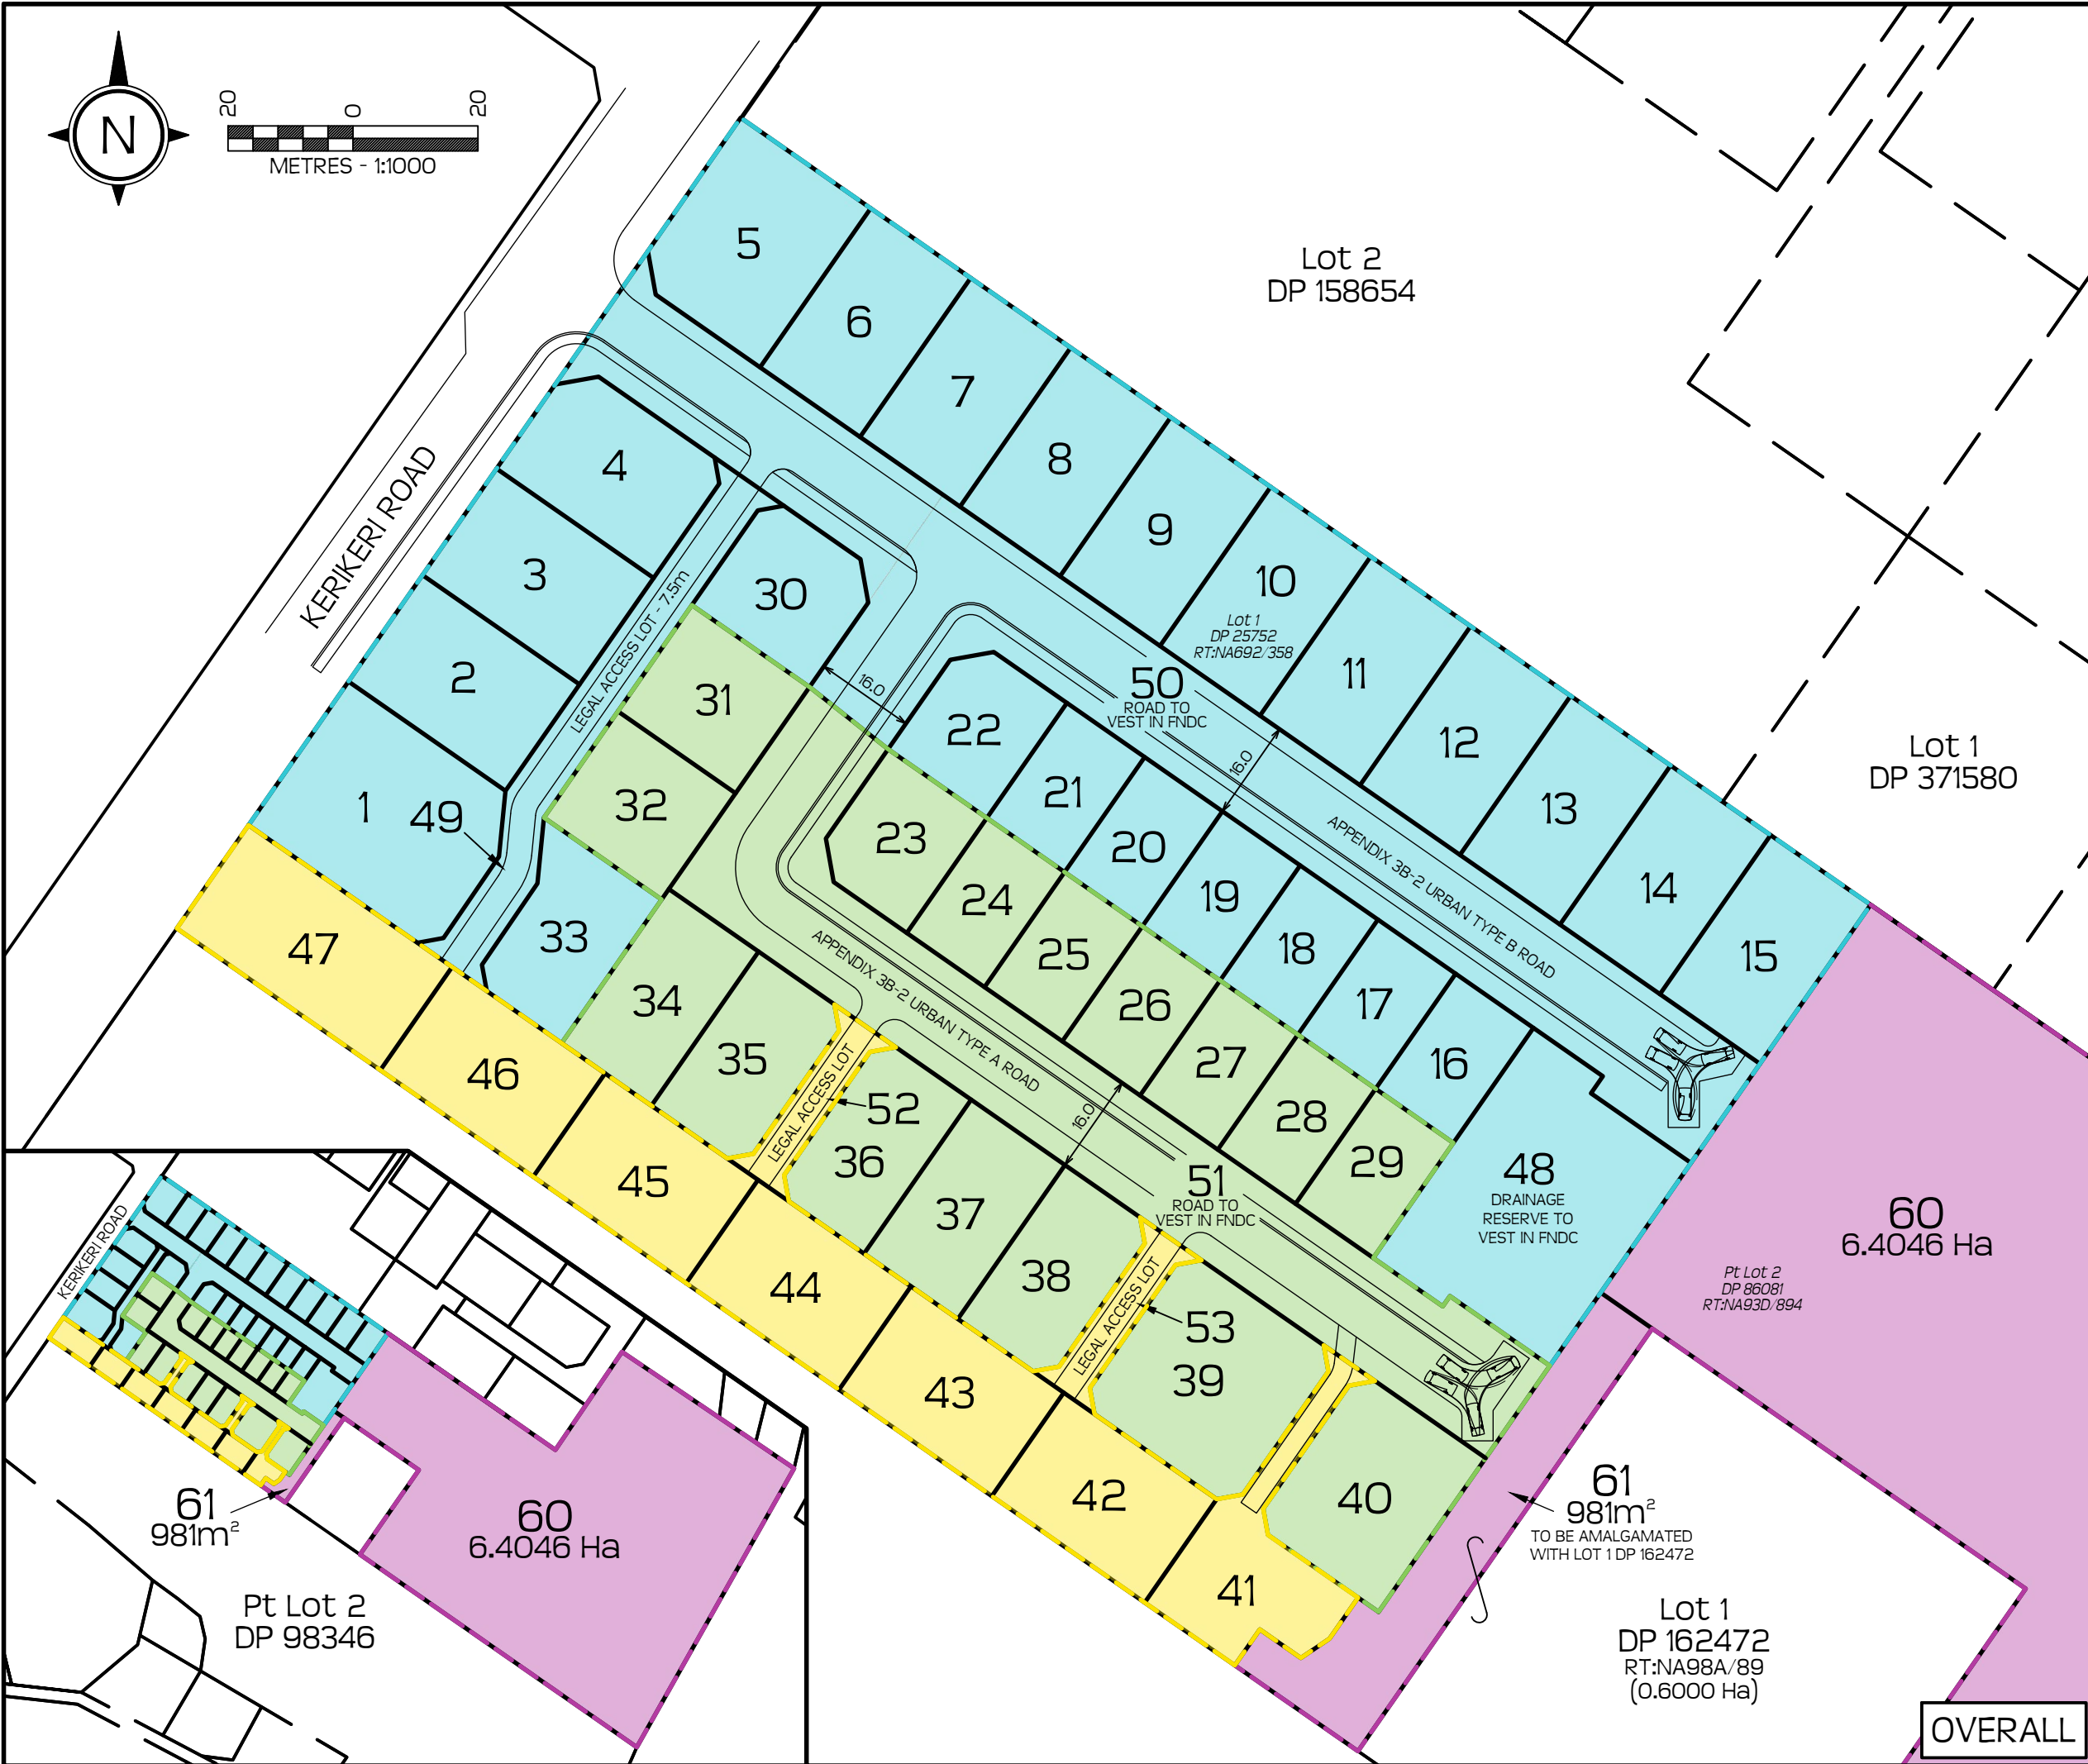 N
20 0 20
METRES - 1:1000
KERIKERI ROAD
Lot 2
DP 158654
Lot 1
DP 371580
5
6
7
8
9
10
Lot 1
DP 25752
RT:NA692/358
11
12
13
14
15
4
3
2
1
49
LEGAL ACCESS LOT - 7.5m
30
31
32
33
16.0
50
ROAD TO
VEST IN FNDC
16.0
APPENDIX 3B-2 URBAN TYPE B ROAD
22
21
20
19
18
17
16
23
24
25
26
27
28
29
48
DRAINAGE
RESERVE TO
VEST IN FNDC
APPENDIX 3B-2 URBAN TYPE A ROAD
16.0
51
ROAD TO
VEST IN FNDC
34
35
LEGAL ACCESS LOT
52
36
37
38
LEGAL ACCESS LOT
53
39
40
47
46
45
44
43
42
41
60
6.4046 Ha
Pt Lot 2
DP 86081
RT:NA93D/894
61
981m²
TO BE AMALGAMATED
WITH LOT 1 DP 162472
Lot 1
DP 162472
RT:NA98A/89
(0.6000 Ha)
KERIKERI ROAD
61
981m²
60
6.4046 Ha
Pt Lot 2
DP 98346
OVERALL